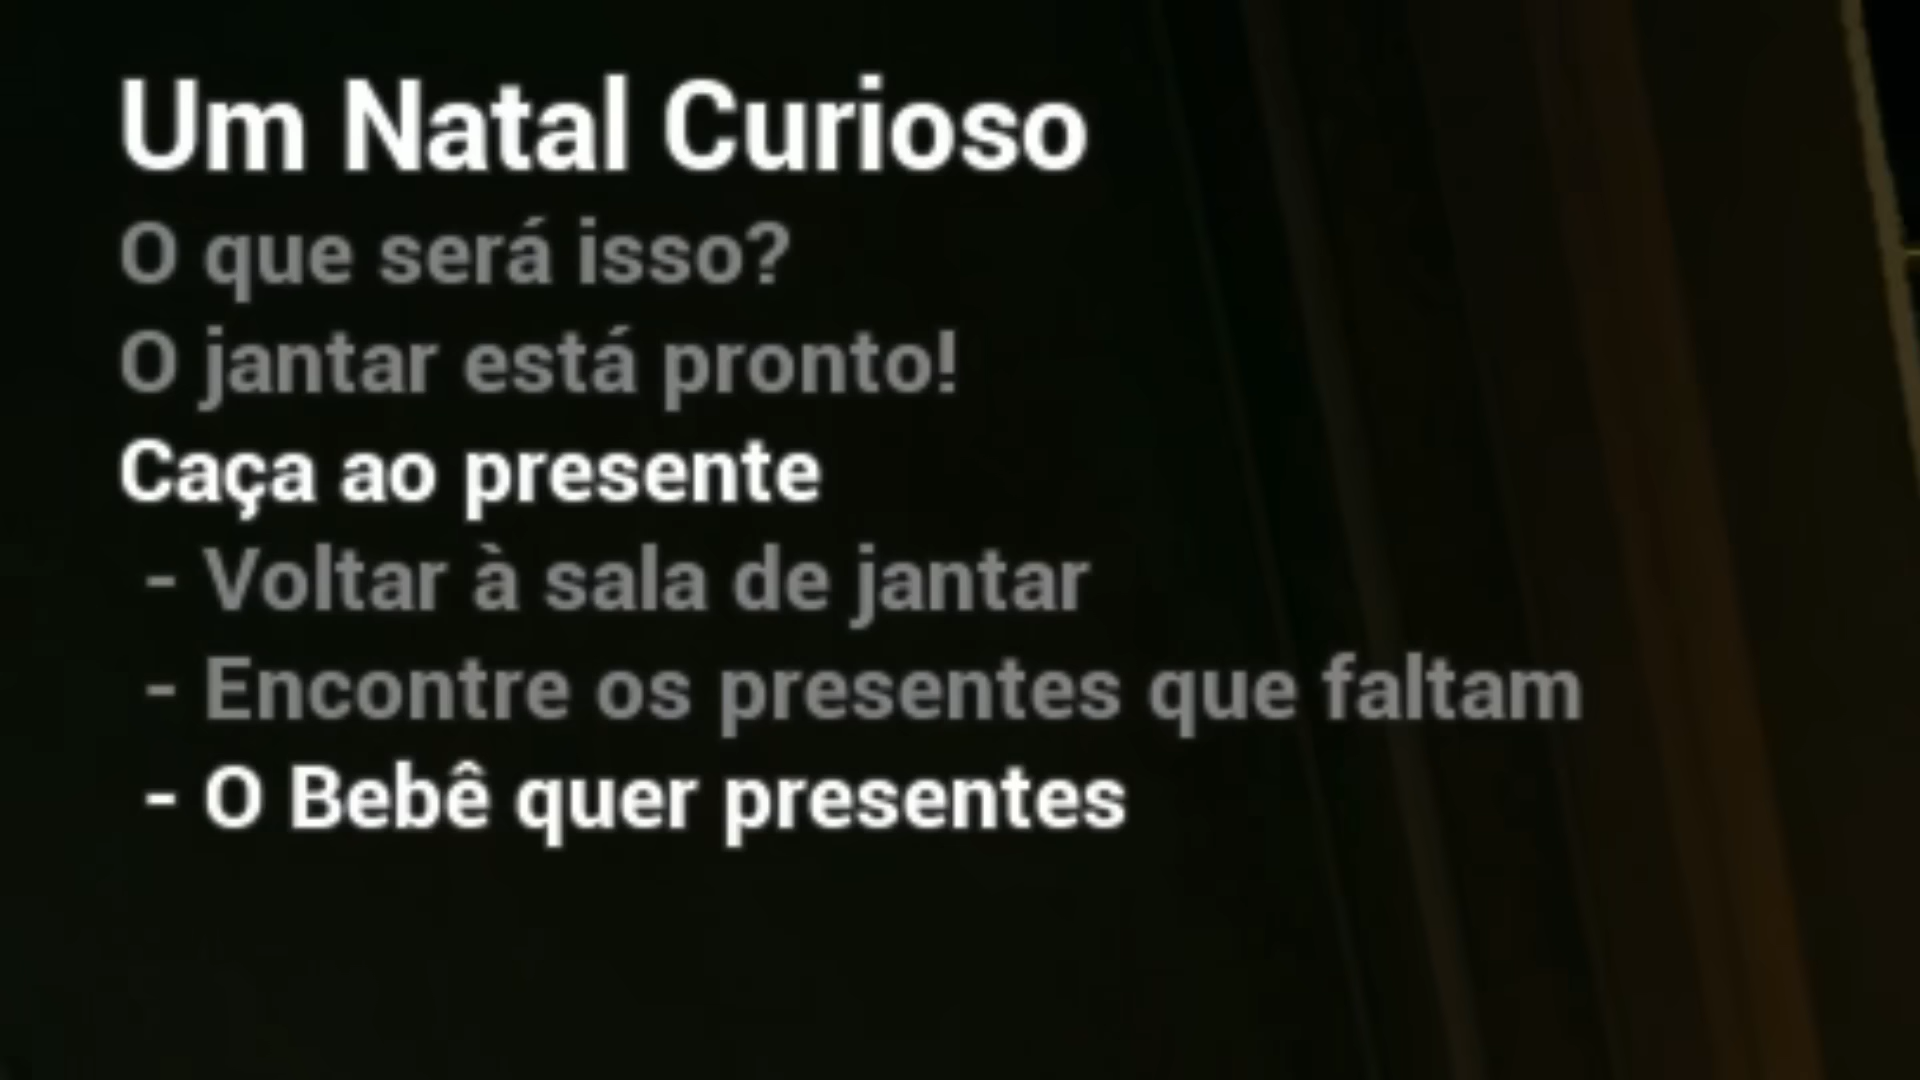 Um Natal Curioso
O que será isso?
O jantar está pronto!
Caça ao presente
- Voltar à sala de jantar
- Encontre os presentes que faltam
- O Bebê quer presentes